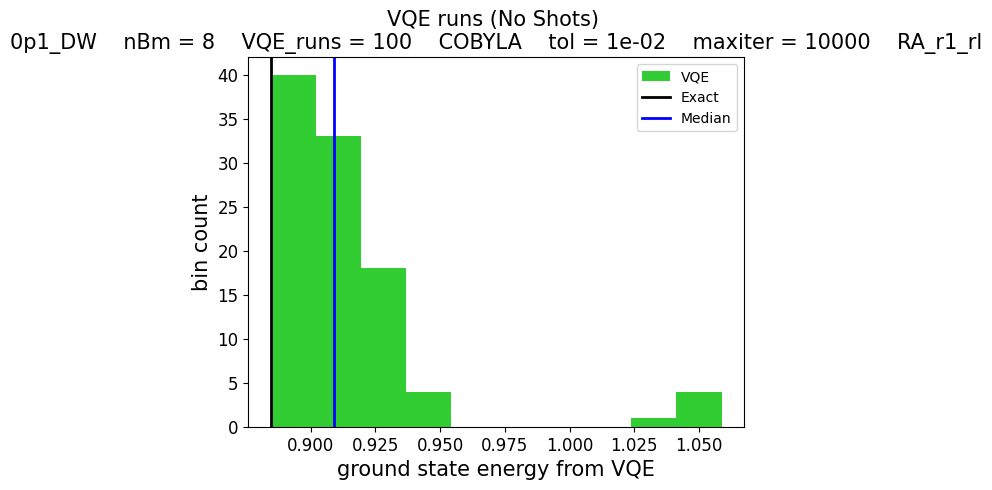 VQE runs (No Shots)
0p1_DW nBm = 8 VQE_runs = 100 COBYLA tol = 1e-02 maxiter = 10000 RA_r1_rl
VQE
Exact
Median
40
35
30
25
20
15
10
5
0
bin count
0.900 0.925 0.950 0.975 1.000 1.025 1.050
ground state energy from VQE